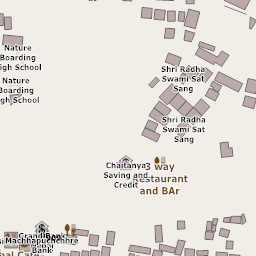 Nature
Boarding
High School
Nature
Boarding
High School
Shri Radha
Swami Sat
Sang
Shri Radha
Swami Sat
Sang
Chaitanya
Saving and
Credit
3 way
Restaurant
and BAr
Machhapuchchhre
Bank